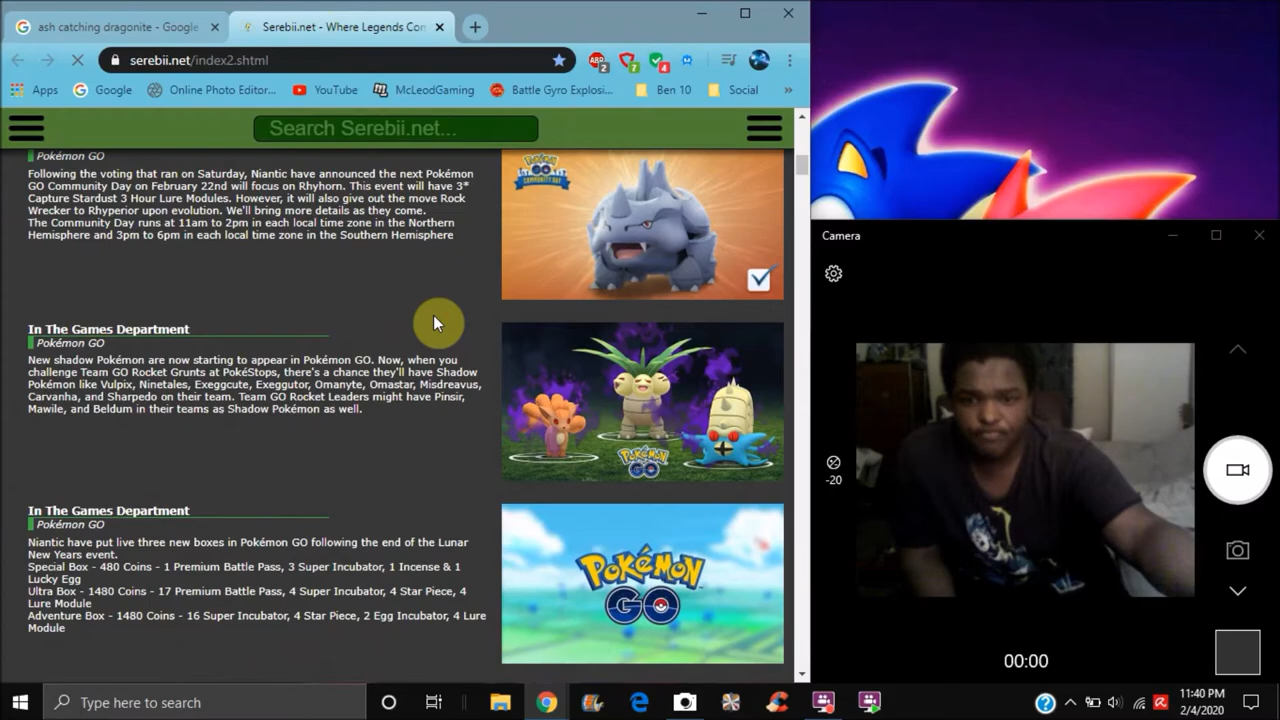 ash catching dragonite - Google
Serebii.net - Where Legends Con
serebii.net/index2.shtml
ABP
2
7
4
Apps
Google
Online Photo Editor...
YouTube
McLeodGaming
Battle Gyro Explosi...
Ben 10
Social
»
Search Serebii.net...
Pokémon GO
Following the voting that ran on Saturday, Niantic have announced the next Pokémon
GO Community Day on February 22nd will focus on Rhyhorn. This event will have 3*
Capture Stardust 3 Hour Lure Modules. However, it will also give out the move Rock
Wrecker to Rhyperior upon evolution. We'll bring more details as they come.
The Community Day runs at 11am to 2pm in each local time zone in the Northern
Hemisphere and 3pm to 6pm in each local time zone in the Southern Hemisphere
In The Games Department
Pokémon GO
New shadow Pokémon are now starting to appear in Pokémon GO. Now, when you
challenge Team GO Rocket Grunts at PokéStops, there's a chance they'll have Shadow
Pokémon like Vulpix, Ninetales, Exeggcute, Exeggutor, Omanyte, Omastar, Misdreavus,
Carvanha, and Sharpedo on their team. Team GO Rocket Leaders might have Pinsir,
Mawile, and Beldum in their teams as Shadow Pokémon as well.
Pokémon
GO
In The Games Department
Pokémon GO
Niantic have put live three new boxes in Pokémon GO following the end of the Lunar
New Years event.
Special Box - 480 Coins - 1 Premium Battle Pass, 3 Super Incubator, 1 Incense & 1
Lucky Egg
Ultra Box - 1480 Coins - 17 Premium Battle Pass, 4 Super Incubator, 4 Star Piece, 4
Lure Module
Adventure Box - 1480 Coins - 16 Super Incubator, 4 Star Piece, 2 Egg Incubator, 4 Lure
Module
Pokémon
GO
Camera
-20
00:00
Type here to search
11:40 PM
2/4/2020